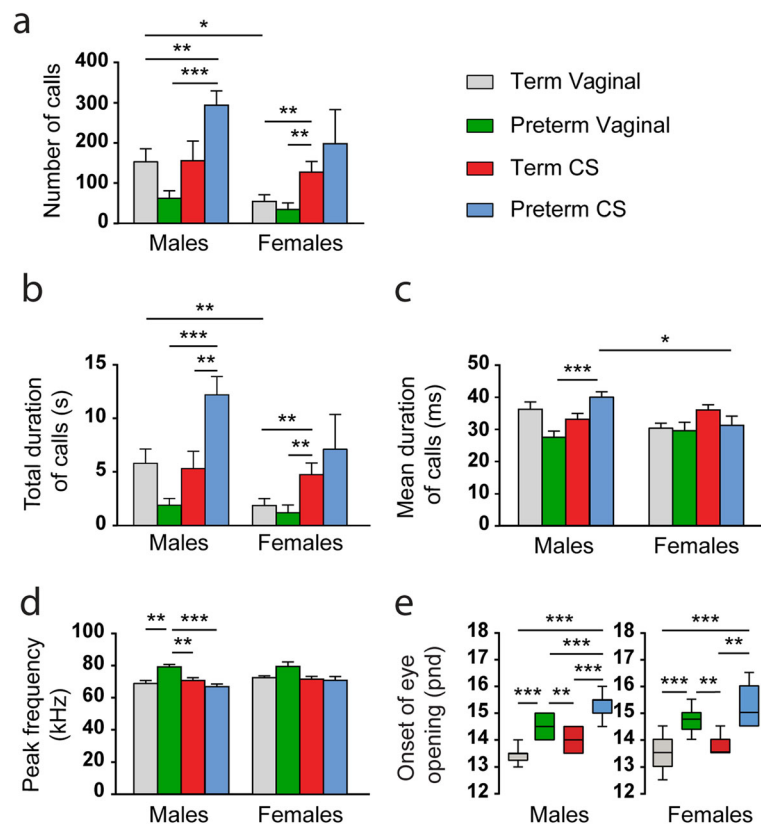 a
Number of calls
400
300
200
100
0
*
**
***
**
**
Males
Females
Term Vaginal
Preterm Vaginal
Term CS
Preterm CS
b
Total duration
of calls (s)
15
10
5
0
**
***
**
**
**
Males
Females
c
Mean duration
of calls (ms)
50
40
30
20
10
0
***
*
Males
Females
d
Peak frequency
(kHz)
100
80
60
40
20
0
**
***
**
Males
Females
e
Onset of eye
opening (pnd)
18
17
16
15
14
13
12
***
***
***
***
**
Males
18
17
16
15
14
13
12
***
**
***
**
Females